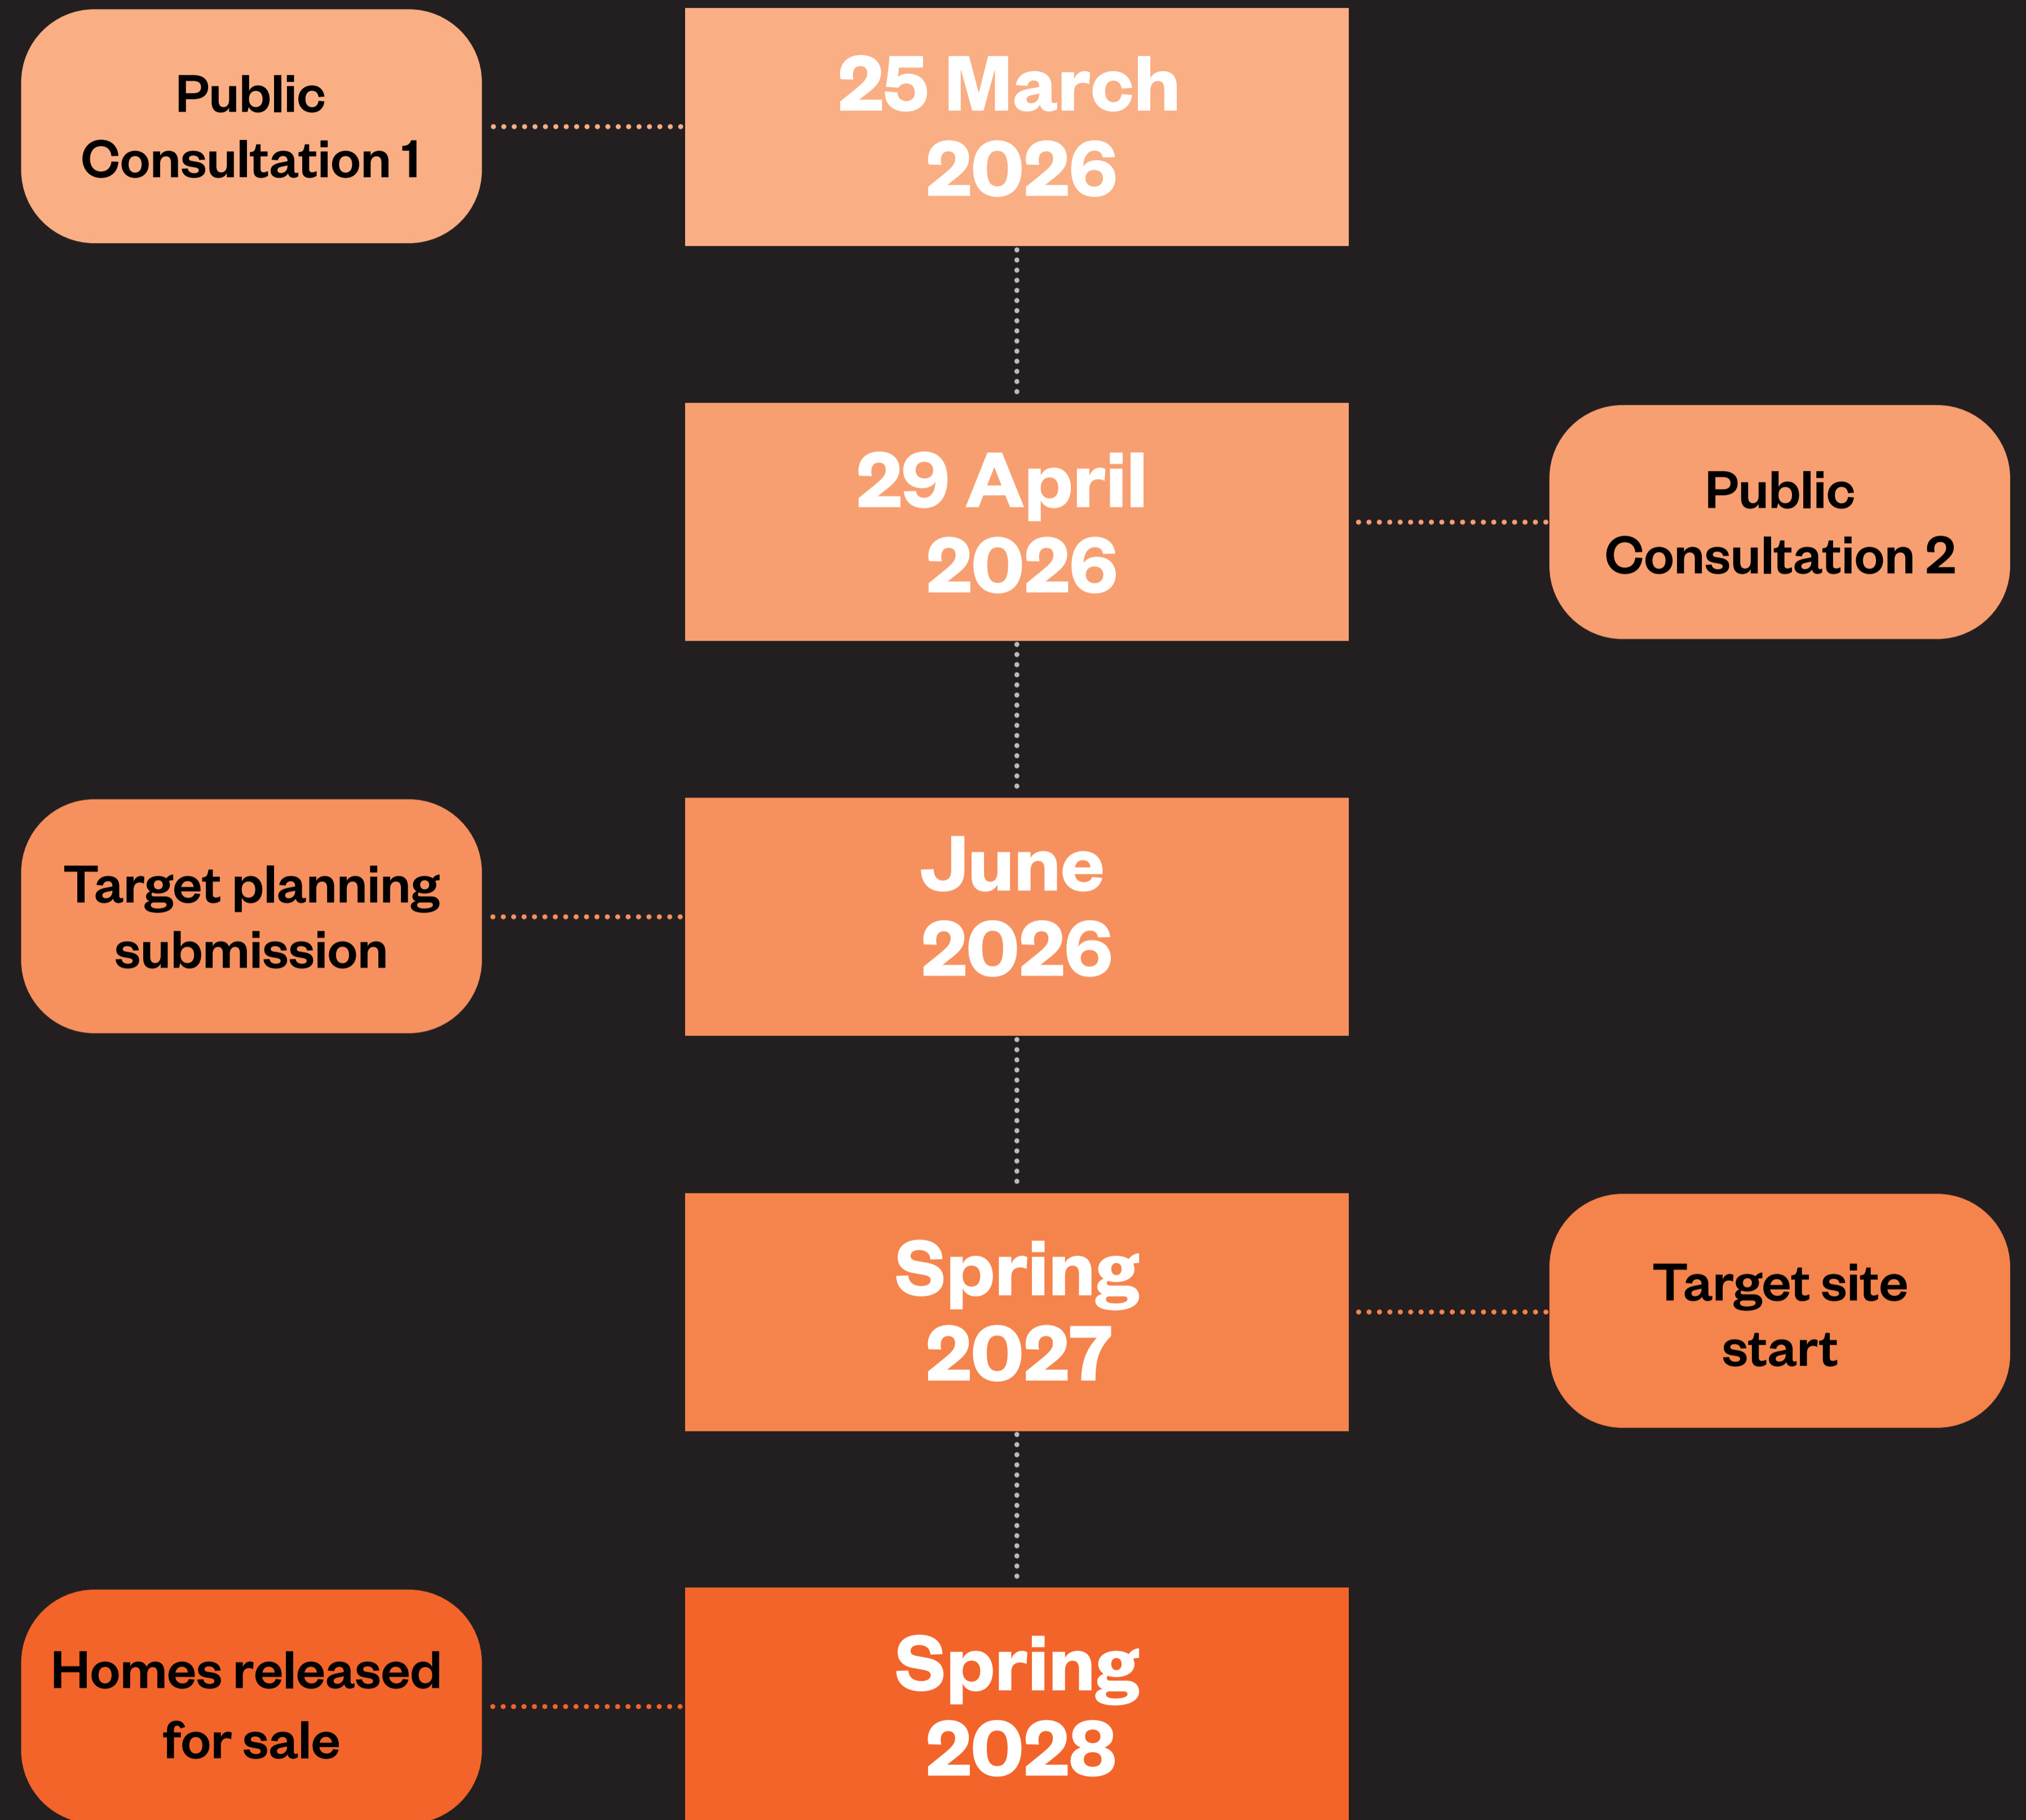 Public
Consultation 1
25 March
2026
29 April
2026
Public
Consultation 2
Target planning
submission
June
2026
Spring
2027
Target site
start
Homes released
for sale
Spring
2028